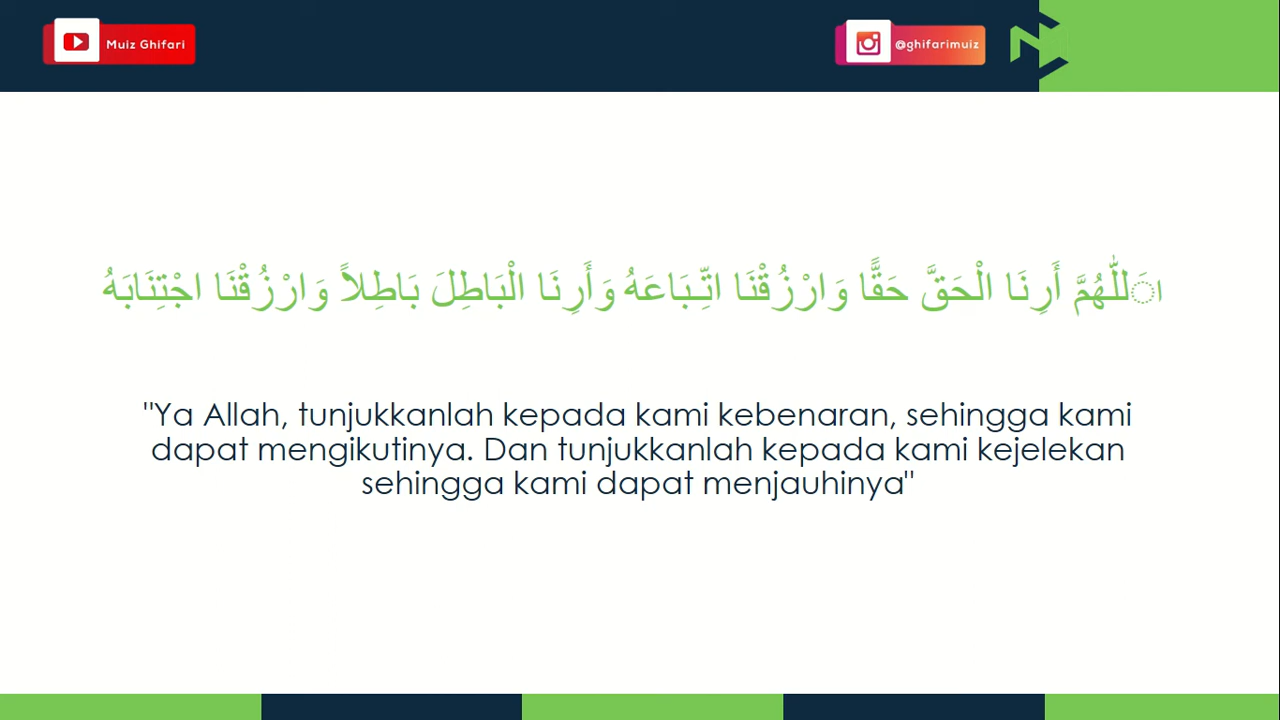 Muiz Ghifari
@ghifarimuiz
اَللّٰهُمَّ أَرِنَا الْحَقَّ حَقًّا وَارْزُقْنَا اتِّـبَاعَهُ وَأَرِنَا الْبَاطِلَ بَاطِلاً وَارْزُقْنَا اجْتِنَابَهُ
"Ya Allah, tunjukkanlah kepada kami kebenaran, sehingga kami
dapat mengikutinya. Dan tunjukkanlah kepada kami kejelekan
sehingga kami dapat menjauhinya"